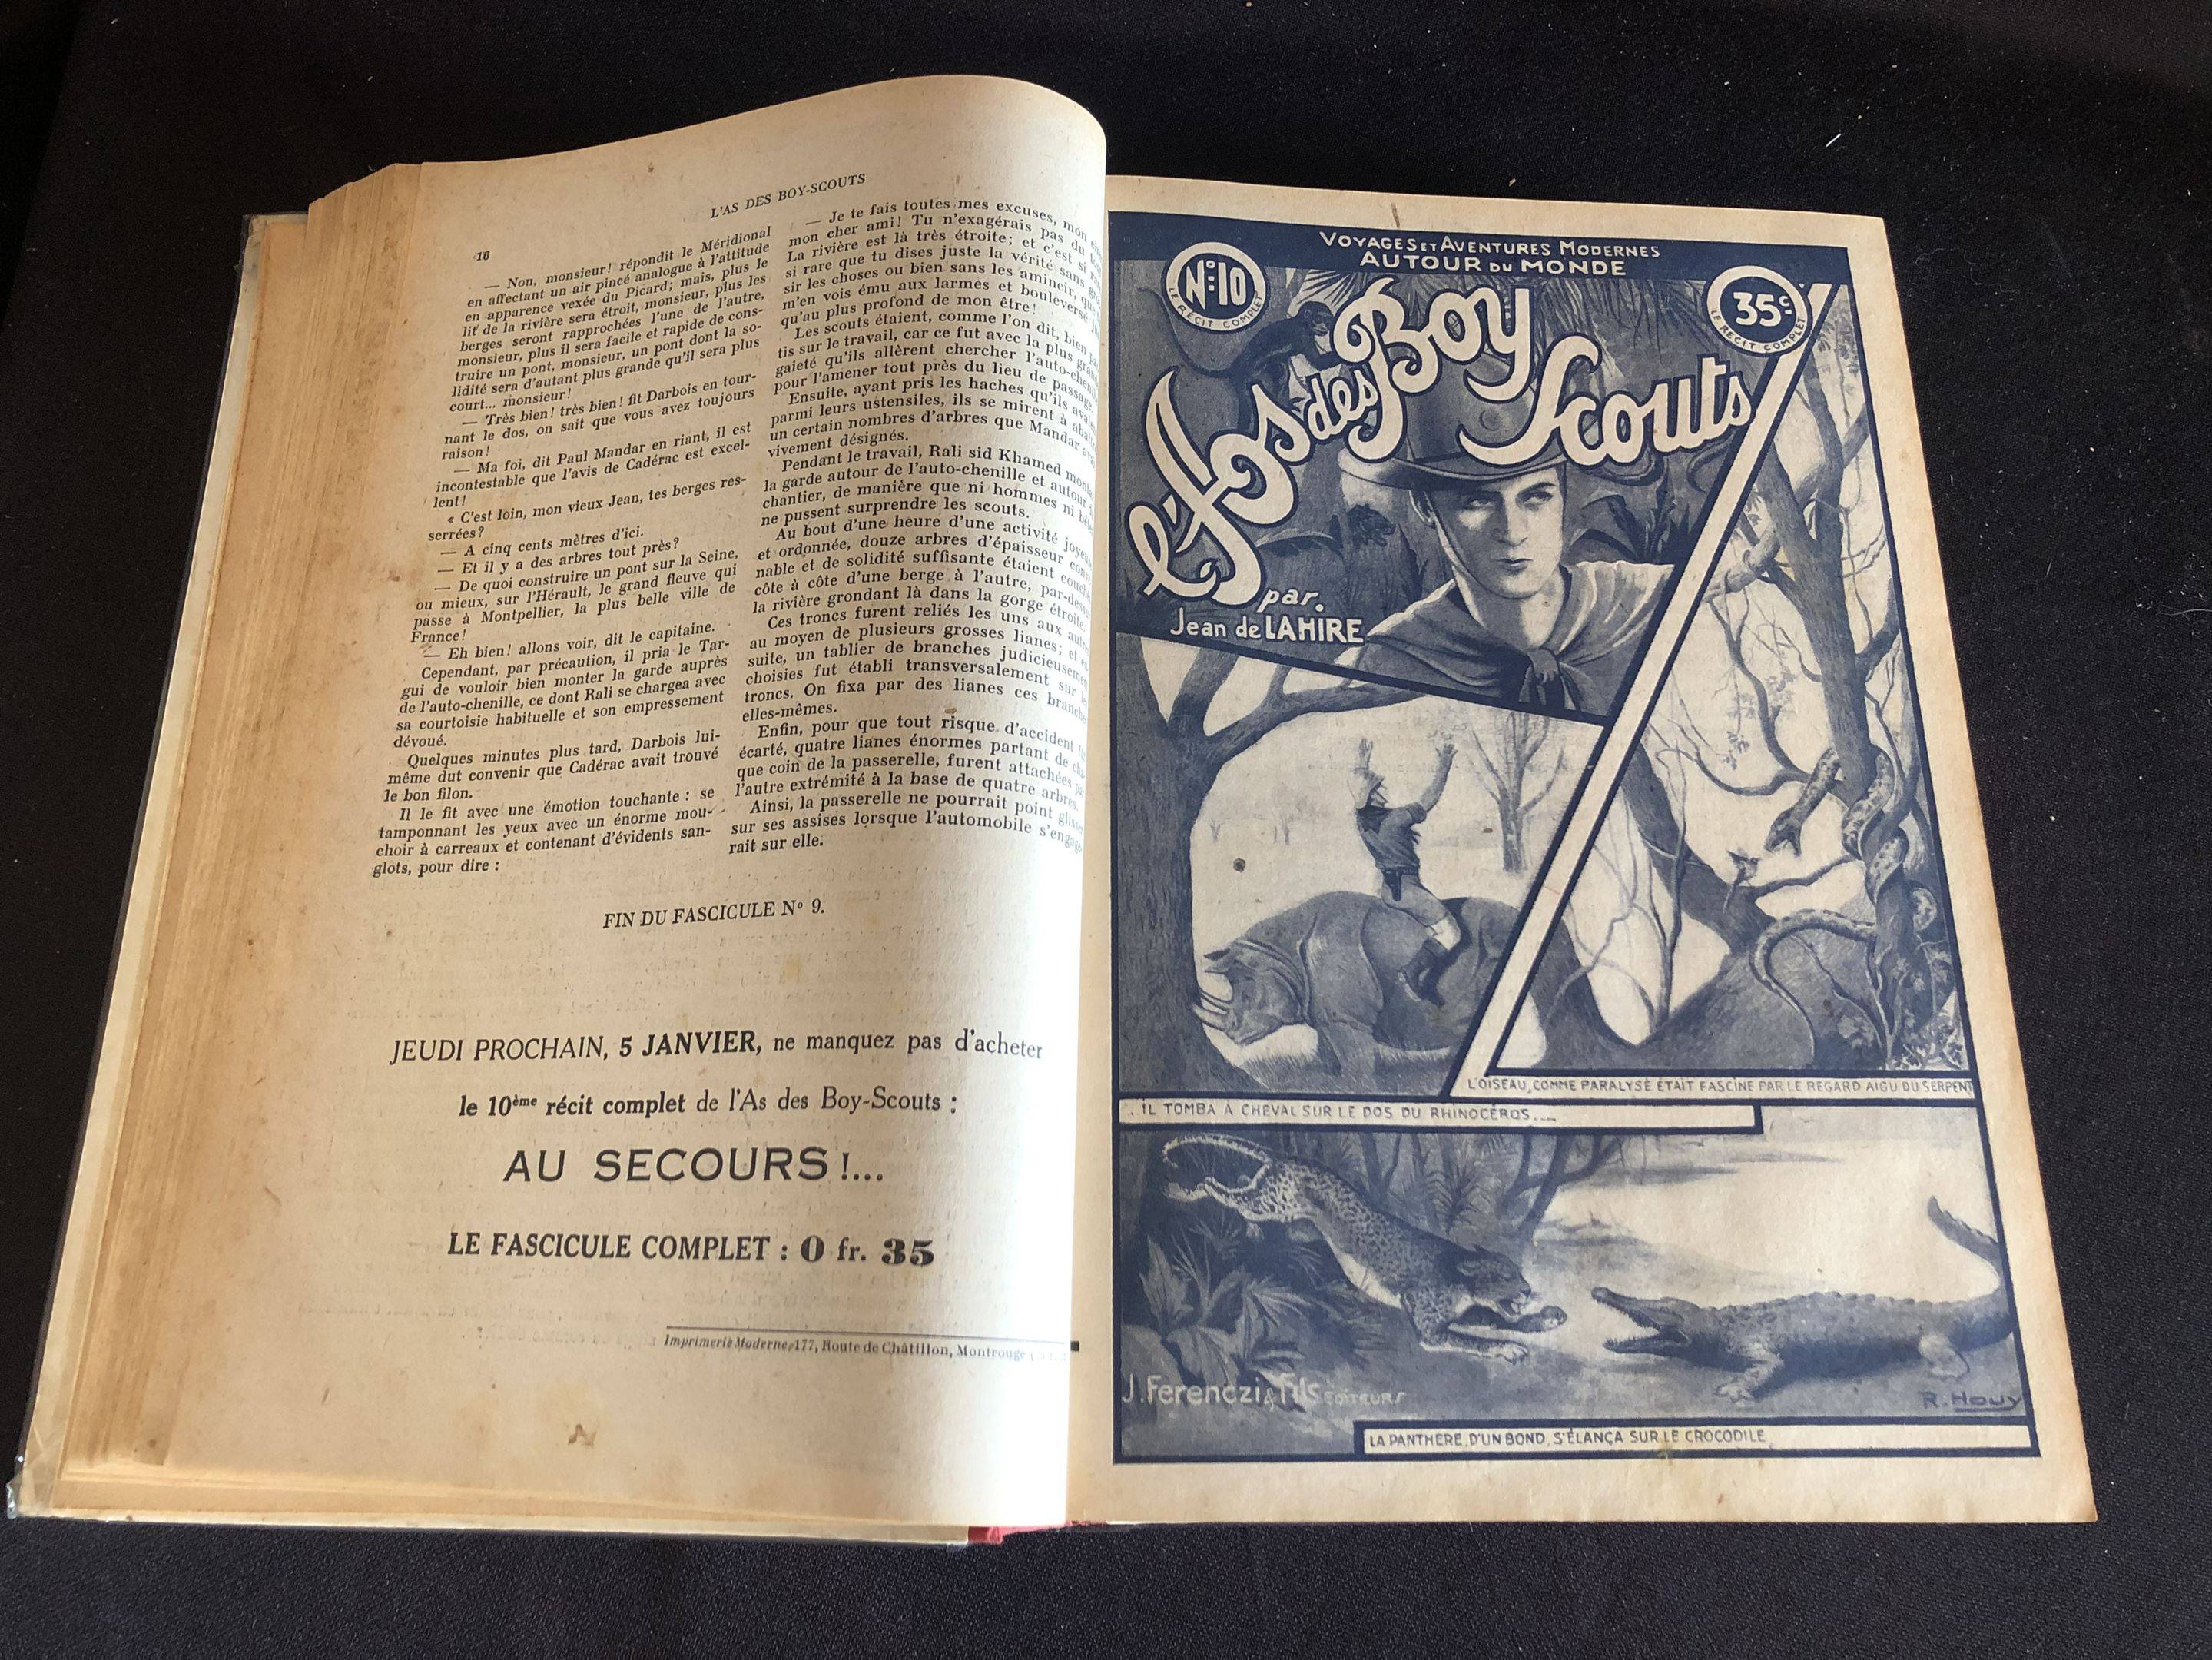 16
L'AS DES BOY-SCOUTS
— Non, monsieur! répondit le Méridional
en affectant un air pincé analogue à l'attitude
en apparence vexée du Picard; mais, plus le
lit de la rivière sera étroit, monsieur, plus les
berges seront rapprochées l'une de l'autre,
monsieur, plus il sera facile et rapide de cons-
truire un pont, monsieur, un pont dont la so-
lidité sera d'autant plus grande qu'il sera plus
court... monsieur!
— Très bien! très bien! fit Darbois en tour-
nant le dos, on sait que vous avez toujours
raison!
— Ma foi, dit Paul Mandar en riant, il est
incontestable que l'avis de Cadérac est excel-
lent!
« C'est loin, mon vieux Jean, tes berges res-
serrées?
— A cinq cents mètres d'ici.
— Et il y a des arbres tout près?
— De quoi construire un pont sur la Seine,
ou mieux, sur l'Hérault, le grand fleuve qui
passe à Montpellier, la plus belle ville de
France!
— Eh bien! allons voir, dit le capitaine.
Cependant, par précaution, il pria le Tar-
gui de vouloir bien monter la garde auprès
de l'auto-chenille, ce dont Rali se chargea avec
sa courtoisie habituelle et son empressement
dévoué.
Quelques minutes plus tard, Darbois lui-
même dut convenir que Cadérac avait trouvé
le bon filon.
Il le fit avec une émotion touchante : se
tamponnant les yeux avec un énorme mou-
choir à carreaux et contenant d'évidents san-
glots, pour dire :
— Je te fais toutes mes excuses, mon
mon cher ami! Tu n'exagérais pas du
La rivière est là très étroite; et c'est si
si rare que tu dises juste la vérité sans
sir les choses ou bien sans les amincir, que
m'en vois ému aux larmes et bouleversé
qu'au plus profond de mon être!
Les scouts étaient, comme l'on dit, bien
tis sur le travail, car ce fut avec la plus
gaieté qu'ils allèrent chercher l'auto-chenille
pour l'amener tout près du lieu de passage.
Ensuite, ayant pris les haches qu'ils
parmi leurs ustensiles, ils se mirent à
un certain nombres d'arbres que Mandar
vivement désignés.
Pendant le travail, Rali sid Khamed
la garde autour de l'auto-chenille et autour
chantier, de manière que ni hommes ni
ne pussent surprendre les scouts.
Au bout d'une heure d'une activité
et ordonnée, douze arbres d'épaisseur
nable et de solidité suffisante étaient
côte à côte d'une berge à l'autre,
la rivière grondant là dans la gorge étroite.
Ces troncs furent reliés les uns aux
au moyen de plusieurs grosses lianes; et
suite, un tablier de branches judicieusement
choisies fut établi transversalement sur
troncs. On fixa par des lianes ces
elles-mêmes.
Enfin, pour que tout risque d'accident
écarté, quatre lianes énormes partant de
que coin de la passerelle, furent attachées
l'autre extrémité à la base de quatre arbres.
Ainsi, la passerelle ne pourrait point
sur ses assises lorsque l'automobile
rait sur elle.
FIN DU FASCICULE N° 9.
JEUDI PROCHAIN, 5 JANVIER, ne manquez pas d'acheter
le 10ème récit complet de l'As des Boy-Scouts :
AU SECOURS !...
LE FASCICULE COMPLET : 0 fr. 35
Imprimerie Moderne, 177, Route de Châtillon, Montrouge
VOYAGES ET AVENTURES MODERNES
AUTOUR DU MONDE
N°10
LE RÉCIT COMPLET
35c
LE RÉCIT COMPLET
l'As des Boy Scouts
par.
Jean de LAHIRE
L'OISEAU, COMME PARALYSÉ ÉTAIT FASCINÉ PAR LE REGARD AIGU DU SERPENT
.. IL TOMBA À CHEVAL SUR LE DOS DU RHINOCÉROS....
J. Ferenczi & Fils ÉDITEURS
R. HOUY
LA PANTHÈRE, D'UN BOND, S'ÉLANÇA SUR LE CROCODILE